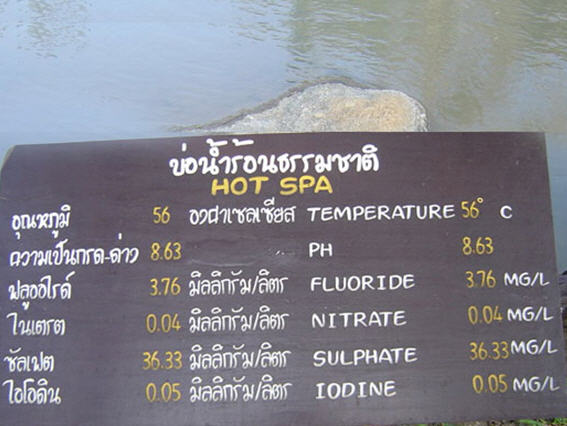 บ่อน้ำร้อนธรรมชาติ
HOT SPA
อุณหภูมิ 56 องศาเซลเซียส TEMPERATURE 56° C
ความเป็นกรด-ด่าง 8.63 PH 8.63
ฟลูออไรด์ 3.76 มิลลิกรัม/ลิตร FLUORIDE 3.76 MG/L
ไนเตรต 0.04 มิลลิกรัม/ลิตร NITRATE 0.04 MG/L
ซัลเฟต 36.33 มิลลิกรัม/ลิตร SULPHATE 36.33 MG/L
ไอโอดิน 0.05 มิลลิกรัม/ลิตร IODINE 0.05 MG/L